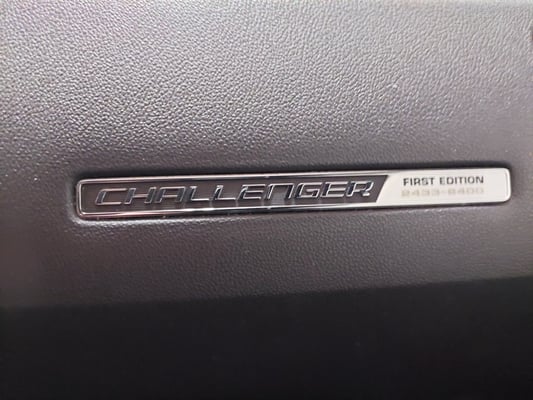 CHALLENGER
FIRST EDITION
2433-6400